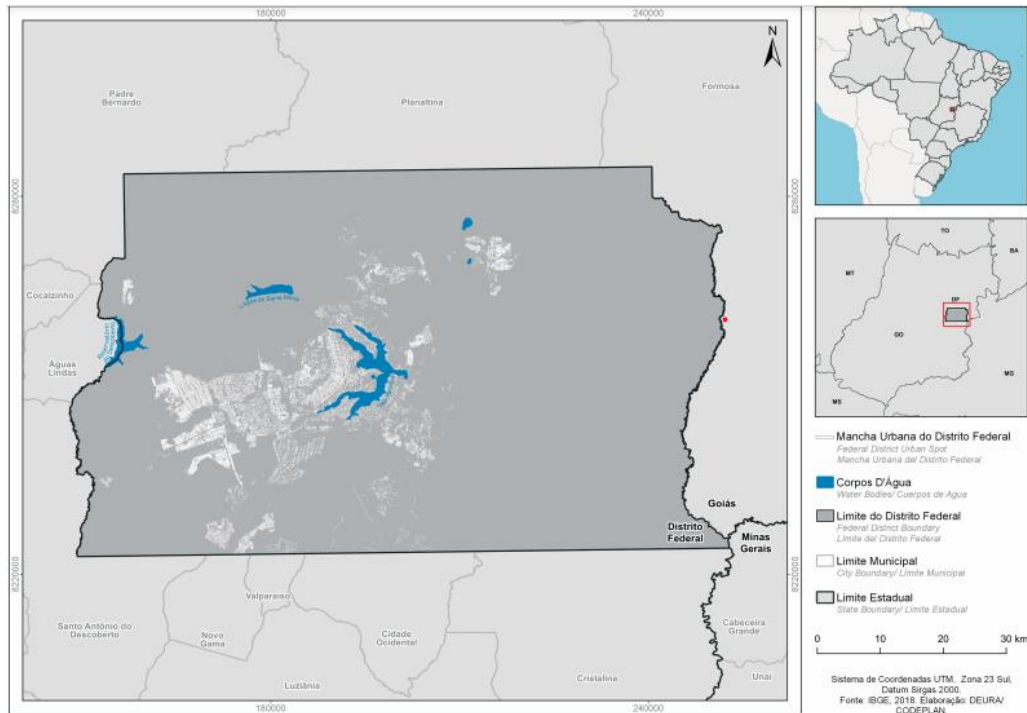 180000
240000
N
Padre
Bernardo
Planaltina
Formosa
8280000
8280000
Cocalzinho
Águas
Lindas
Goiás
Distrito
Federal
Minas
Gerais
8220000
8220000
Santo Antônio do
Descoberto
Valparaíso
Novo
Gama
Cidade
Ocidental
Luziânia
Cristalina
Cabeceira
Grande
Unaí
180000
240000
TO
BA
MT
DF
GO
MG
MS
Mancha Urbana do Distrito Federal
Federal District Urban Spot
Mancha Urbana del Distrito Federal
Corpos D'Água
Water Bodies/ Cuerpos de Agua
Limite do Distrito Federal
Federal District Boundary
Límite del Distrito Federal
Limite Municipal
City Boundary/ Límite Municipal
Limite Estadual
State Boundary/ Límite Estadual
0 10 20 30 km
Sistema de Coordenadas UTM. Zona 23 Sul,
Datum Sirgas 2000.
Fonte: IBGE, 2018. Elaboração: DEURA/
CODEPLAN.